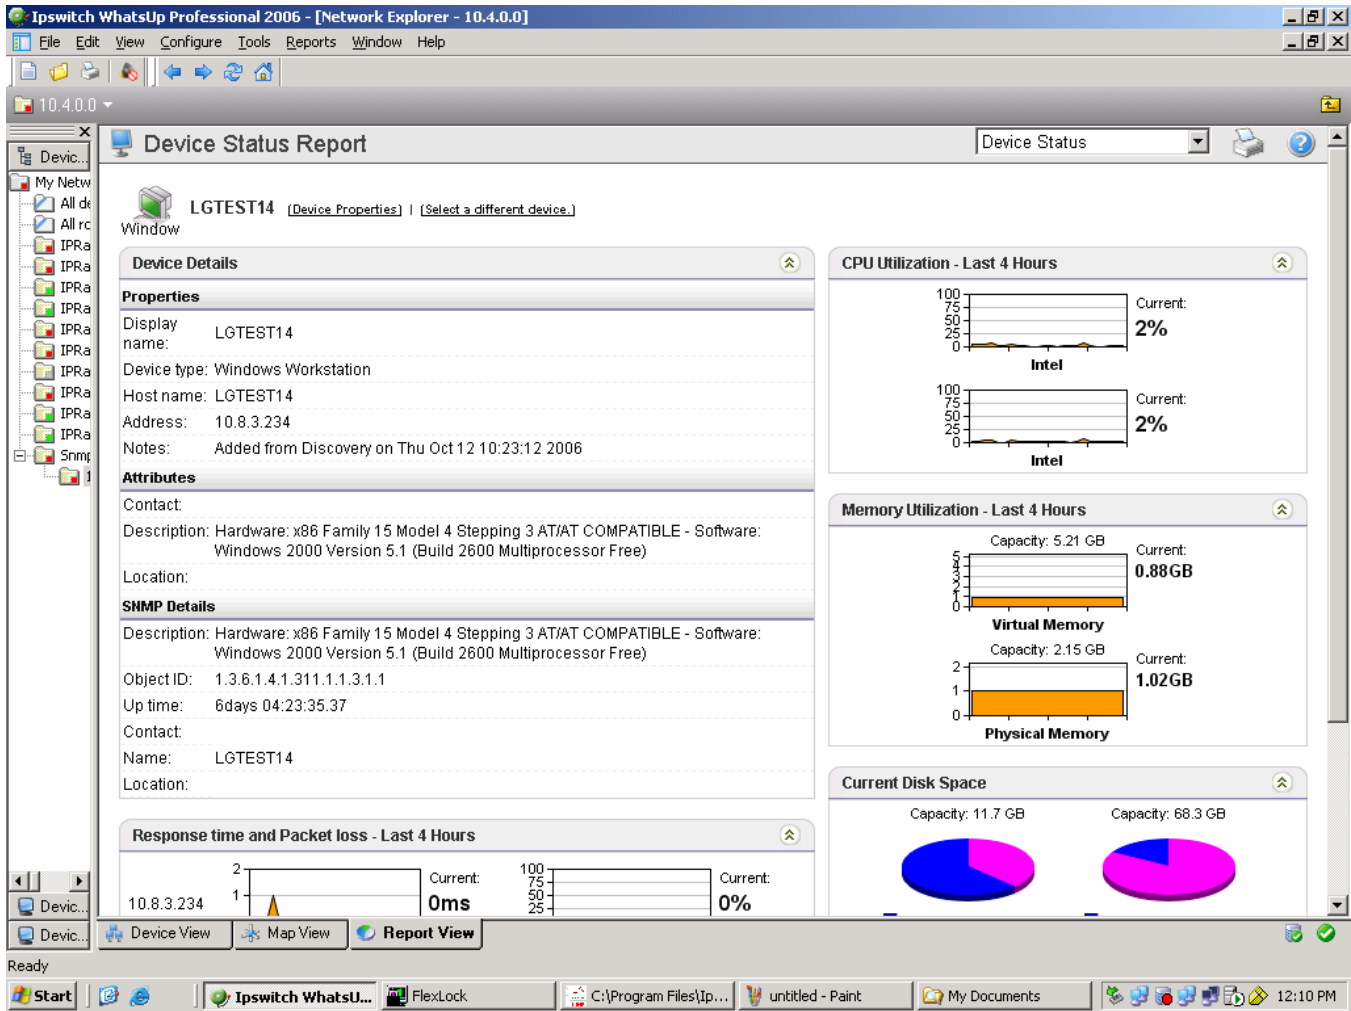 Ipswitch WhatsUp Professional 2006 - [Network Explorer - 10.4.0.0]
File Edit View Configure Tools Reports Window Help
10.4.0.0
Devic...
Device Status Report
Device Status
My Netw
All de
All ro
IPRa
IPRa
IPRa
IPRa
IPRa
IPRa
IPRa
IPRa
IPRa
IPRa
Snmp
1
Window
LGTEST14 (Device Properties) | (Select a different device.)
Device Details
Properties
Display name: LGTEST14
Device type: Windows Workstation
Host name: LGTEST14
Address: 10.8.3.234
Notes: Added from Discovery on Thu Oct 12 10:23:12 2006
Attributes
Contact:
Description: Hardware: x86 Family 15 Model 4 Stepping 3 AT/AT COMPATIBLE - Software:
Windows 2000 Version 5.1 (Build 2600 Multiprocessor Free)
Location:
SNMP Details
Description: Hardware: x86 Family 15 Model 4 Stepping 3 AT/AT COMPATIBLE - Software:
Windows 2000 Version 5.1 (Build 2600 Multiprocessor Free)
Object ID: 1.3.6.1.4.1.311.1.1.3.1.1
Up time: 6days 04:23:35.37
Contact:
Name: LGTEST14
Location:
Response time and Packet loss - Last 4 Hours
10.8.3.234
2
1
Current:
0ms
100
75
50
25
Current:
0%
CPU Utilization - Last 4 Hours
100
75
50
25
0
Intel
Current:
2%
100
75
50
25
0
Intel
Current:
2%
Memory Utilization - Last 4 Hours
Capacity: 5.21 GB
5
4
3
2
1
0
Virtual Memory
Current:
0.88GB
Capacity: 2.15 GB
2
1
0
Physical Memory
Current:
1.02GB
Current Disk Space
Capacity: 11.7 GB
Capacity: 68.3 GB
Devic...
Devic...
Device View
Map View
Report View
Ready
Start
Ipswitch WhatsU...
FlexLock
C:\Program Files\Ip...
untitled - Paint
My Documents
12:10 PM